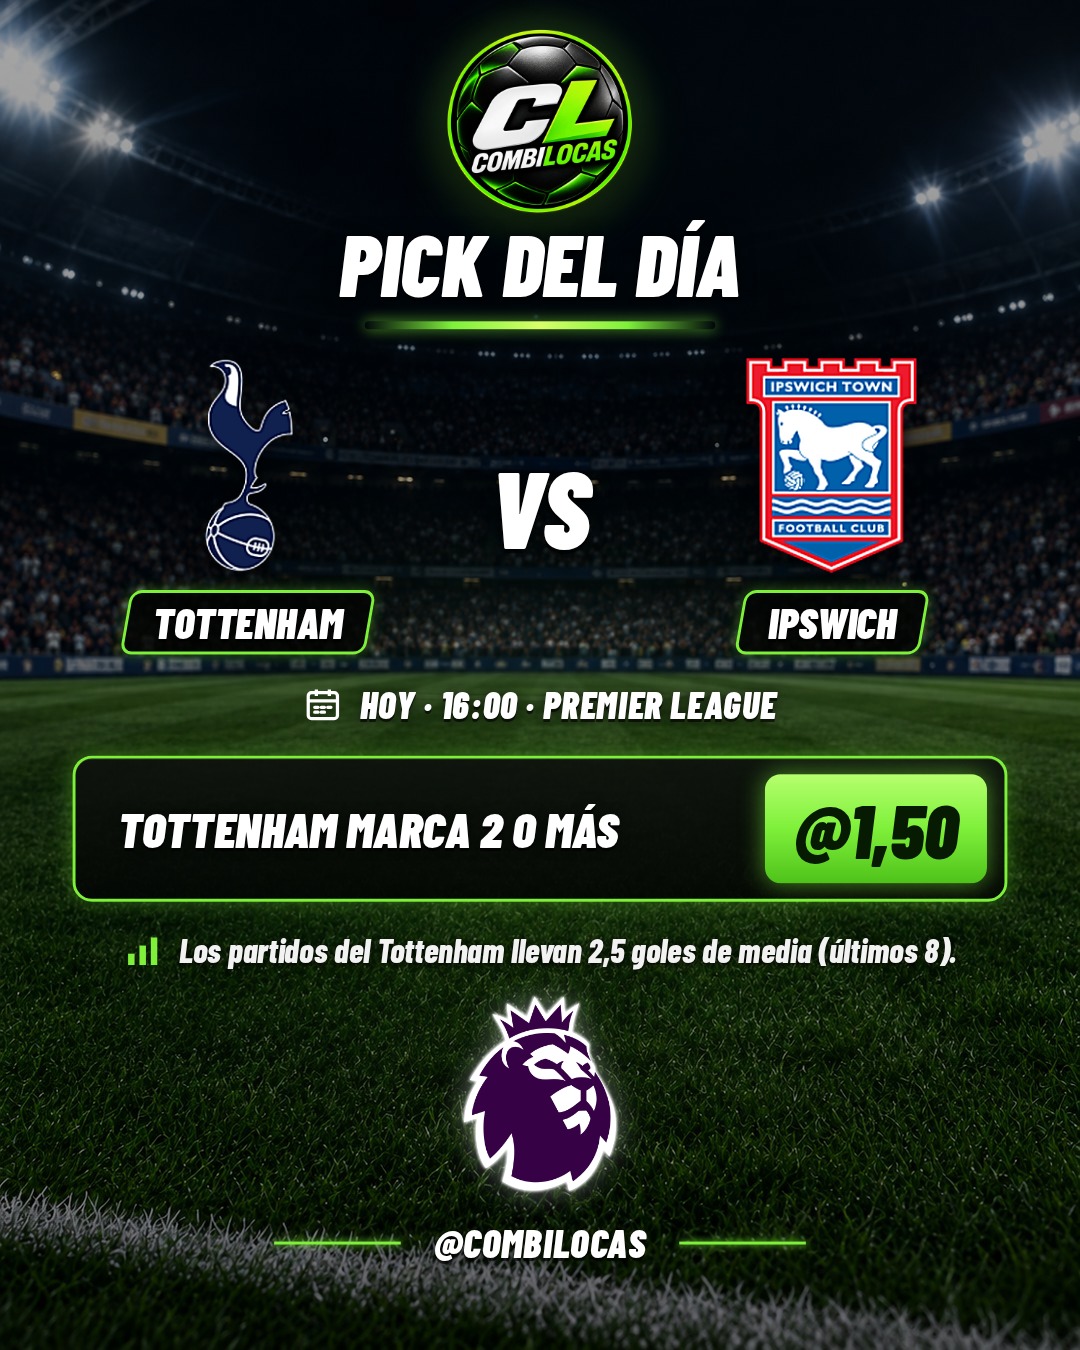 CL
COMBILOCAS
PICK DEL DÍA
IPSWICH TOWN
FOOTBALL CLUB
VS
TOTTENHAM
IPSWICH
HOY · 16:00 · PREMIER LEAGUE
TOTTENHAM MARCA 2 O MÁS
@1,50
Los partidos del Tottenham llevan 2,5 goles de media (últimos 8).
@COMBILOCAS